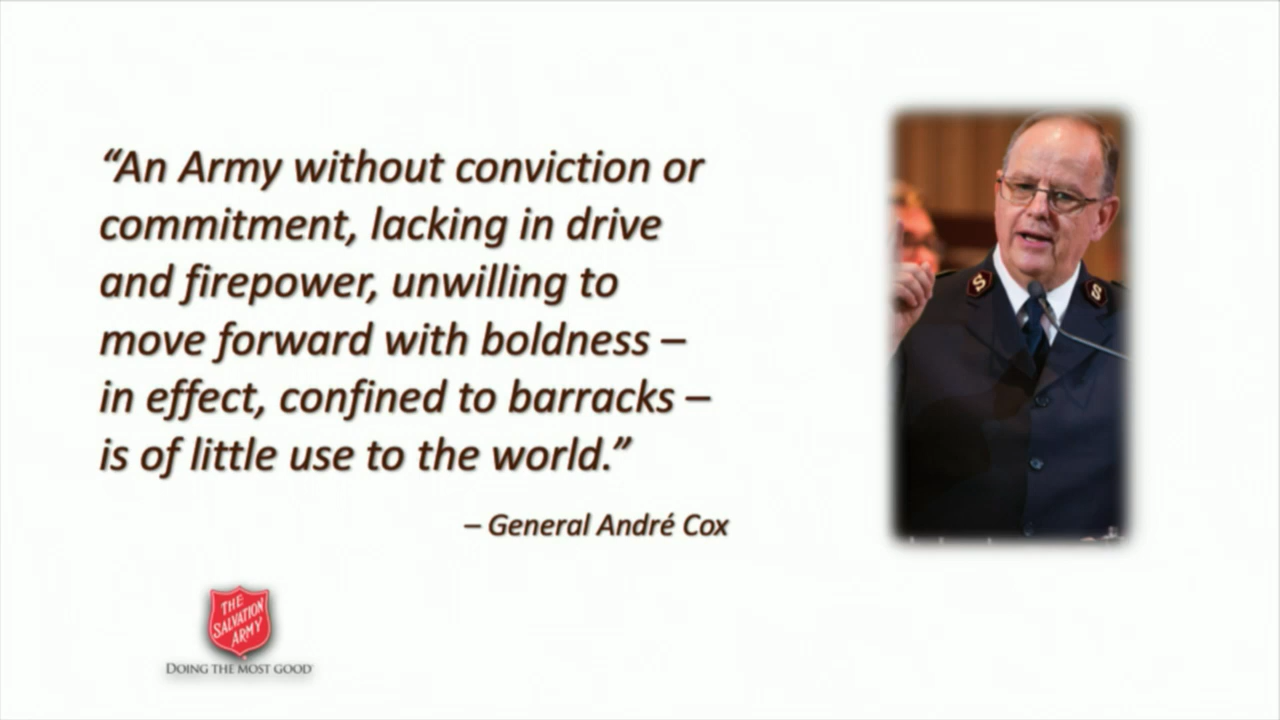 “An Army without conviction or
commitment, lacking in drive
and firepower, unwilling to
move forward with boldness –
in effect, confined to barracks –
is of little use to the world.”
– General André Cox
THE
SALVATION
ARMY
DOING THE MOST GOOD
S S